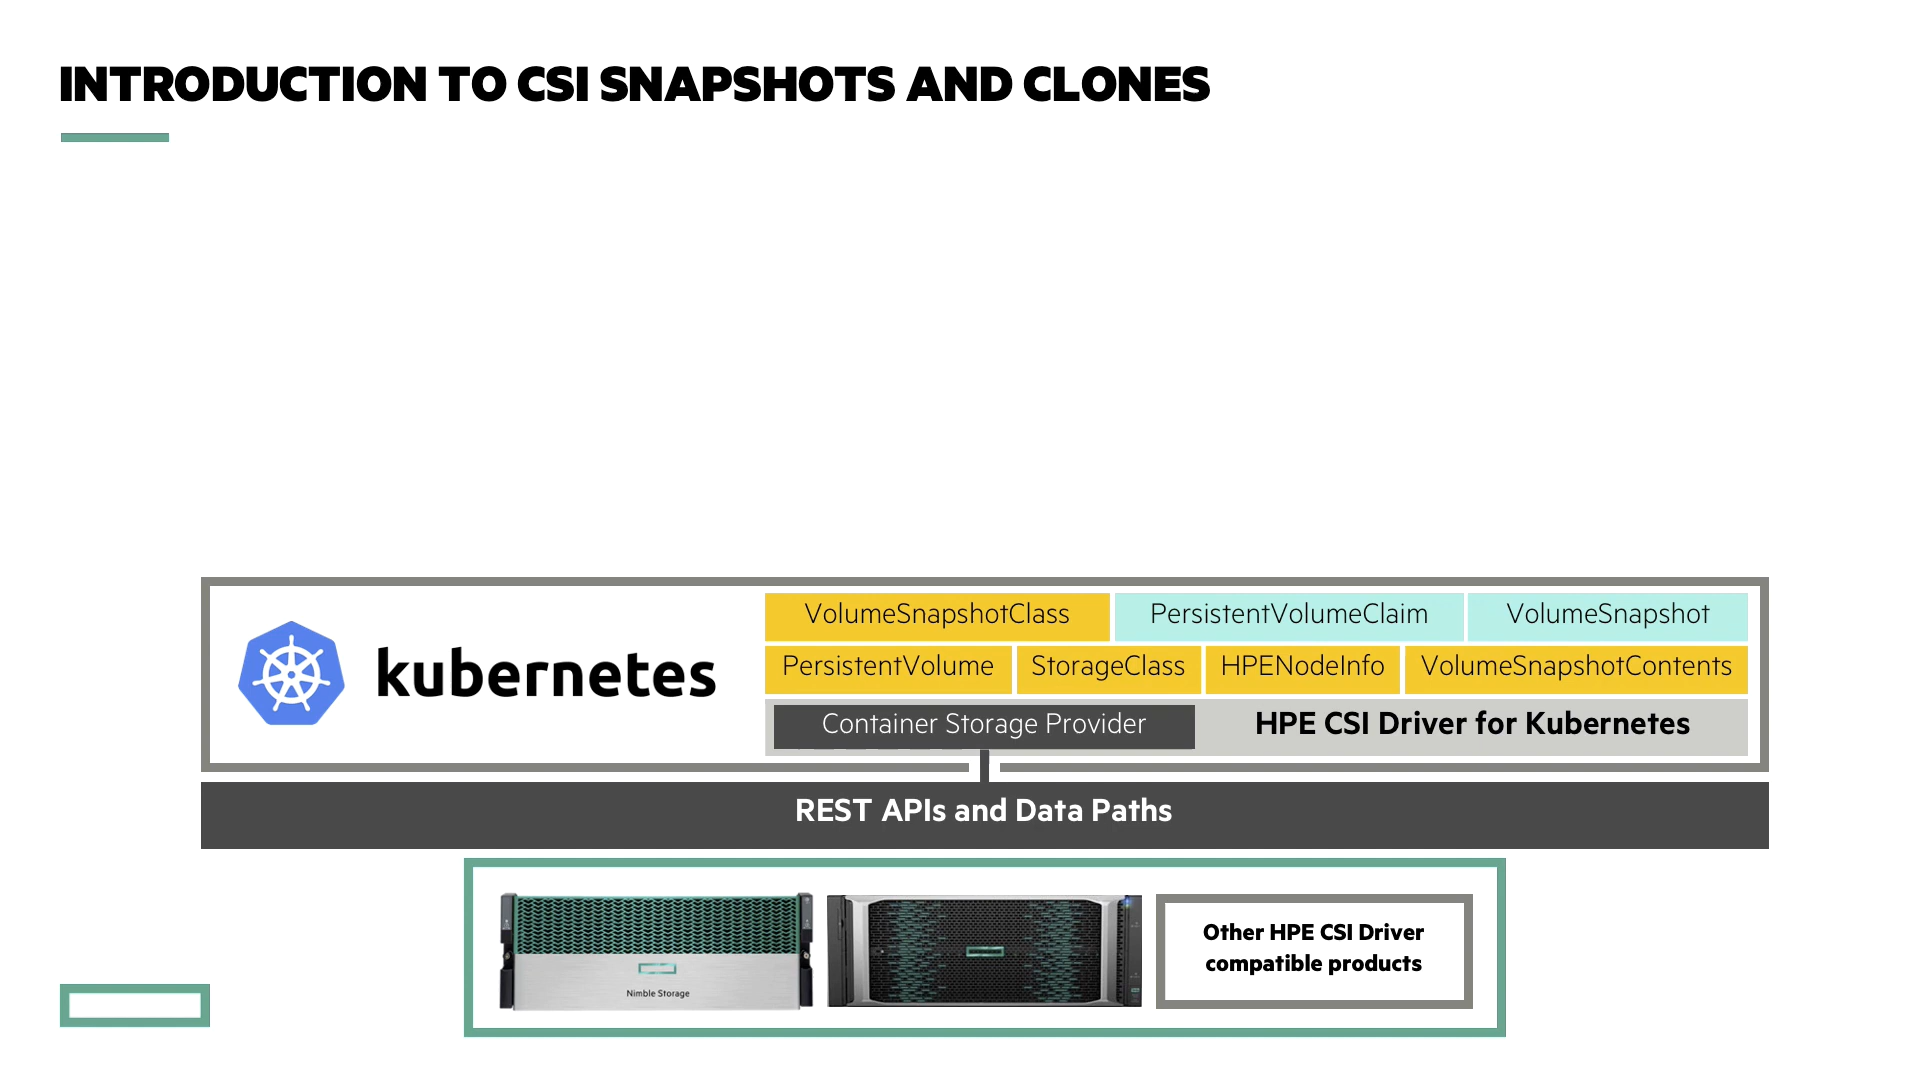 INTRODUCTION TO CSI SNAPSHOTS AND CLONES
kubernetes
VolumeSnapshotClass
PersistentVolumeClaim
VolumeSnapshot
PersistentVolume
StorageClass
HPENodeInfo
VolumeSnapshotContents
Container Storage Provider
HPE CSI Driver for Kubernetes
REST APIs and Data Paths
Nimble Storage
Other HPE CSI Driver
compatible products